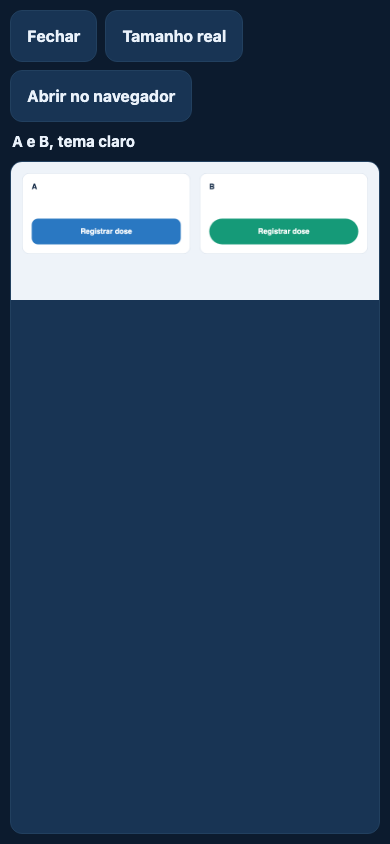 Fechar
Tamanho real
Abrir no navegador
A e B, tema claro
A
B
Registrar dose
Registrar dose